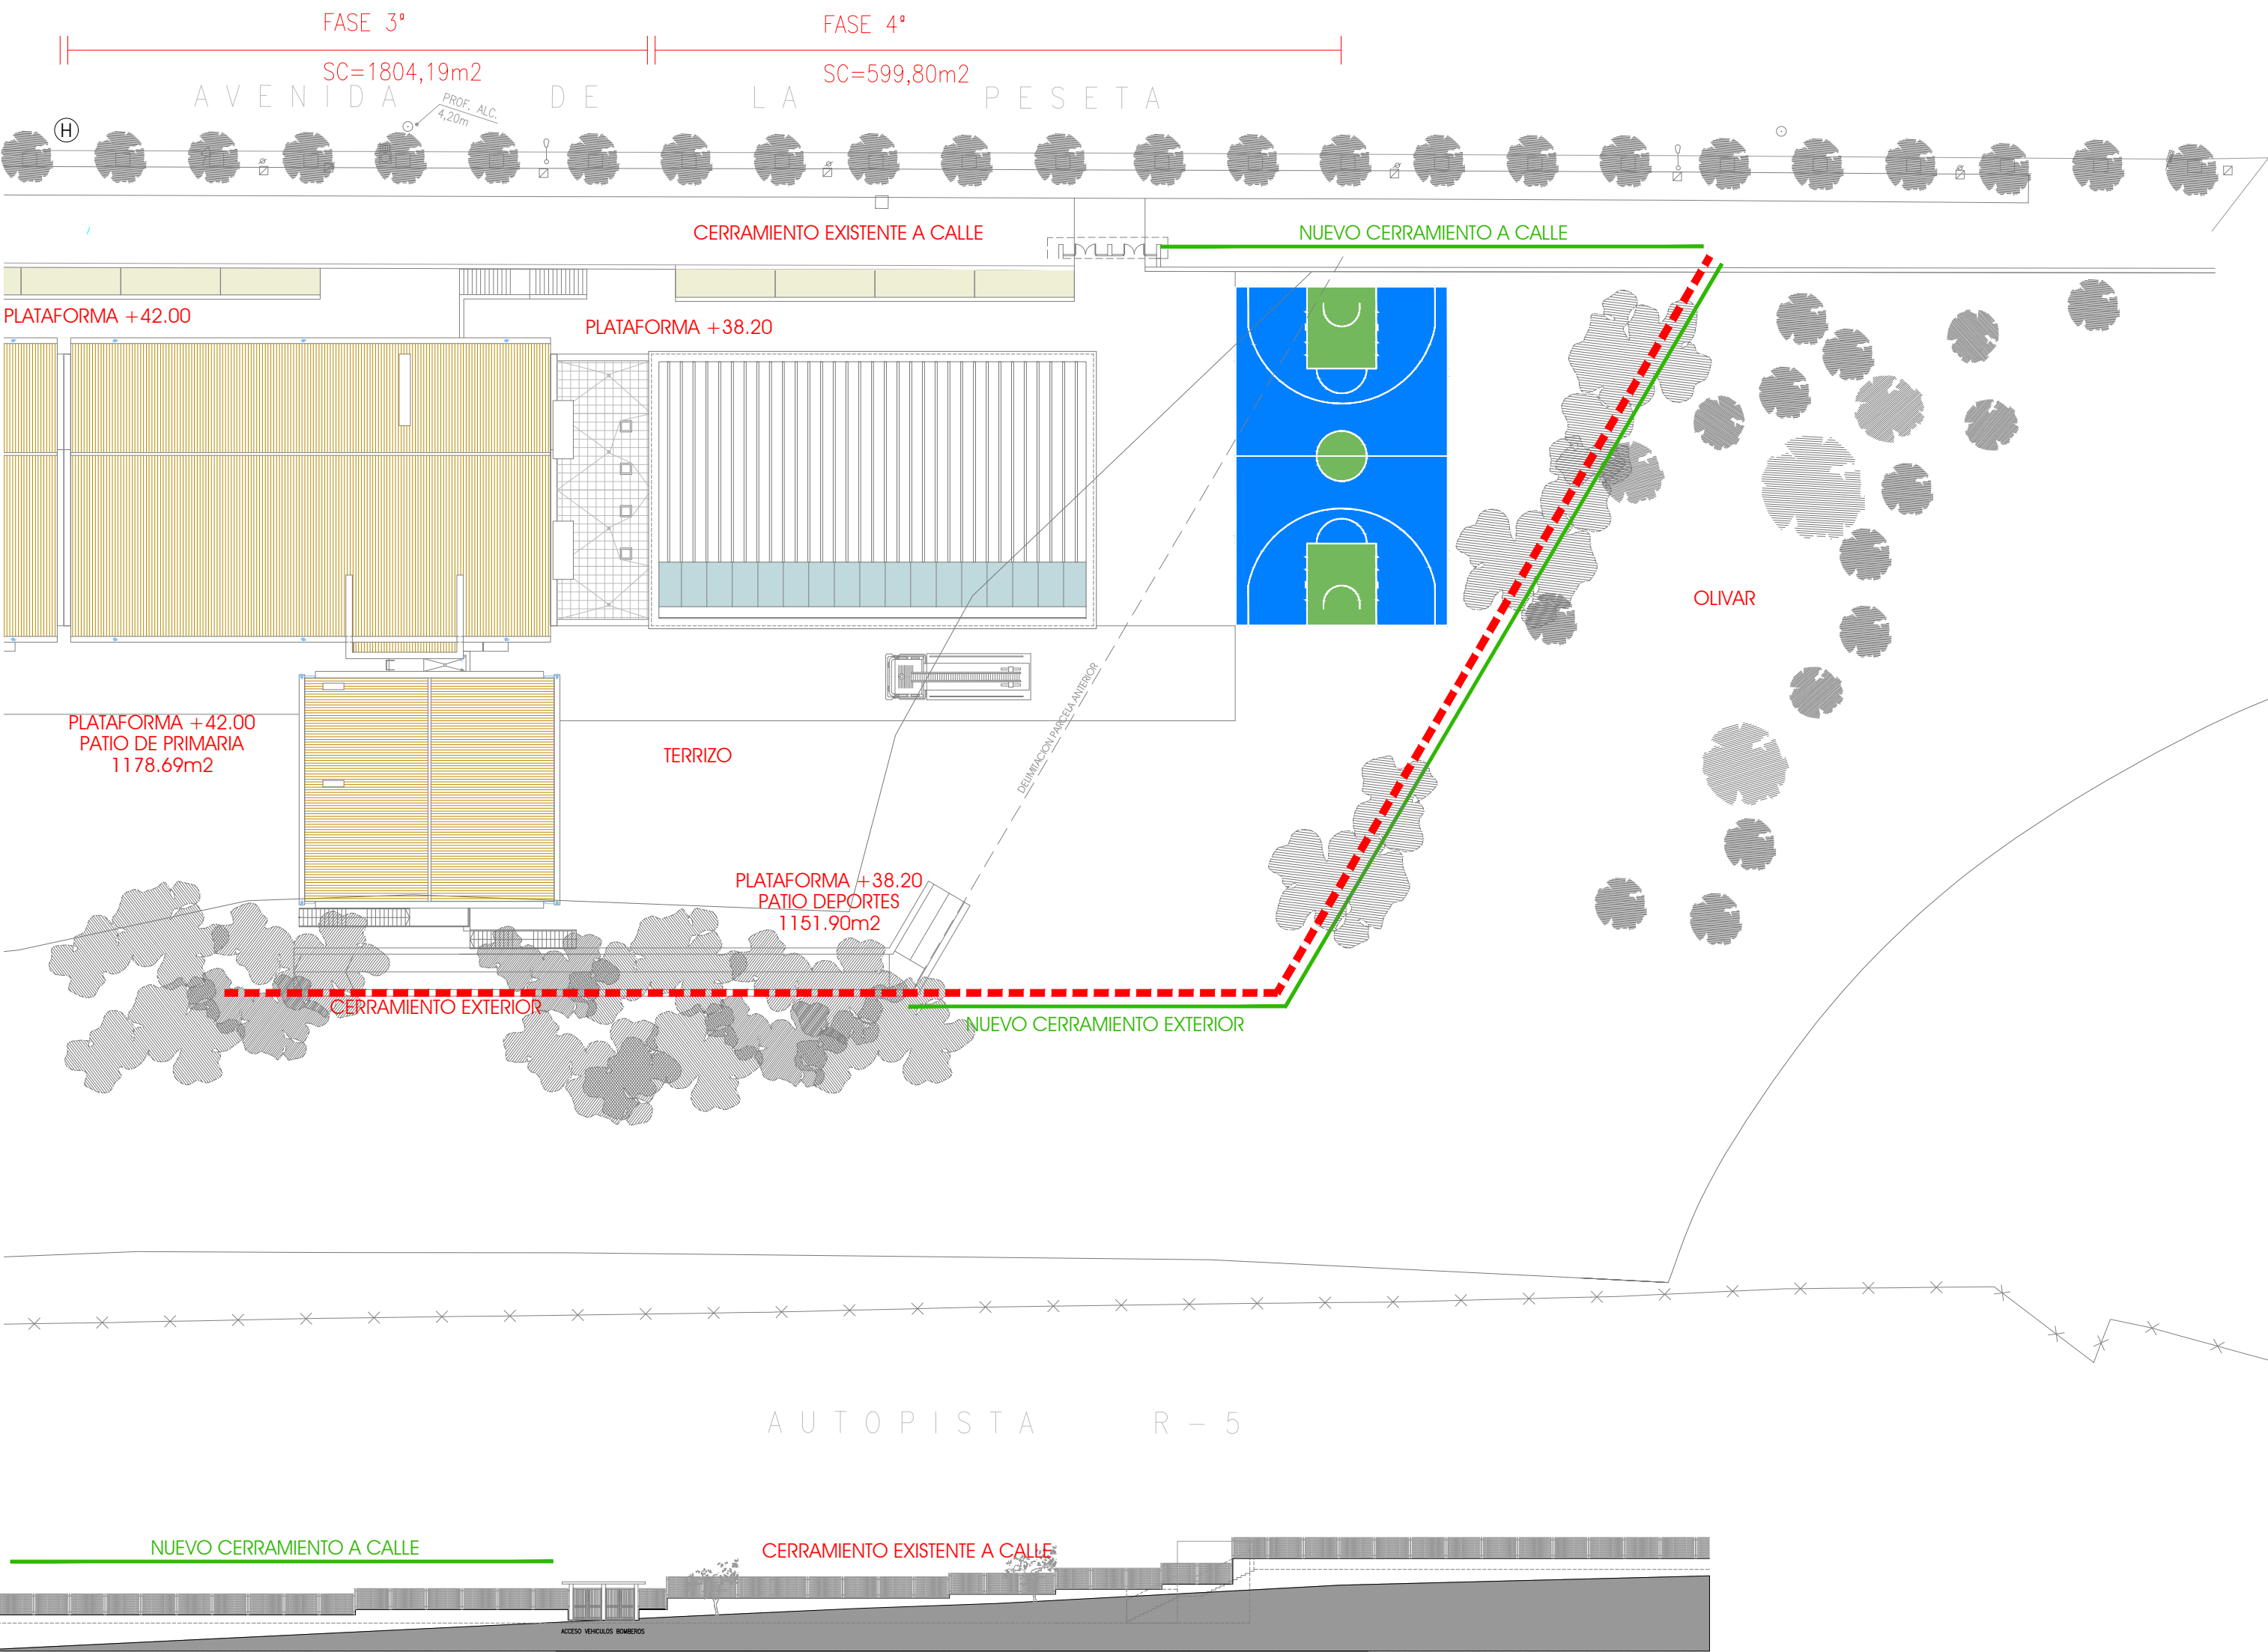 FASE 3ª
FASE 4ª
SC=1804,19m2
SC=599,80m2
AVENIDA DE LA PESETA
PROF. ALC.
4,20m
H
CERRAMIENTO EXISTENTE A CALLE
NUEVO CERRAMIENTO A CALLE
PLATAFORMA +42.00
PLATAFORMA +38.20
OLIVAR
DELIMITACION PARCELA ANTERIOR
PLATAFORMA +42.00
PATIO DE PRIMARIA
1178.69m2
TERRIZO
PLATAFORMA +38.20
PATIO DEPORTES
1151.90m2
CERRAMIENTO EXTERIOR
NUEVO CERRAMIENTO EXTERIOR
AUTOPISTA R-5
NUEVO CERRAMIENTO A CALLE
CERRAMIENTO EXISTENTE A CALLE
ACCESO VEHICULOS BOMBEROS